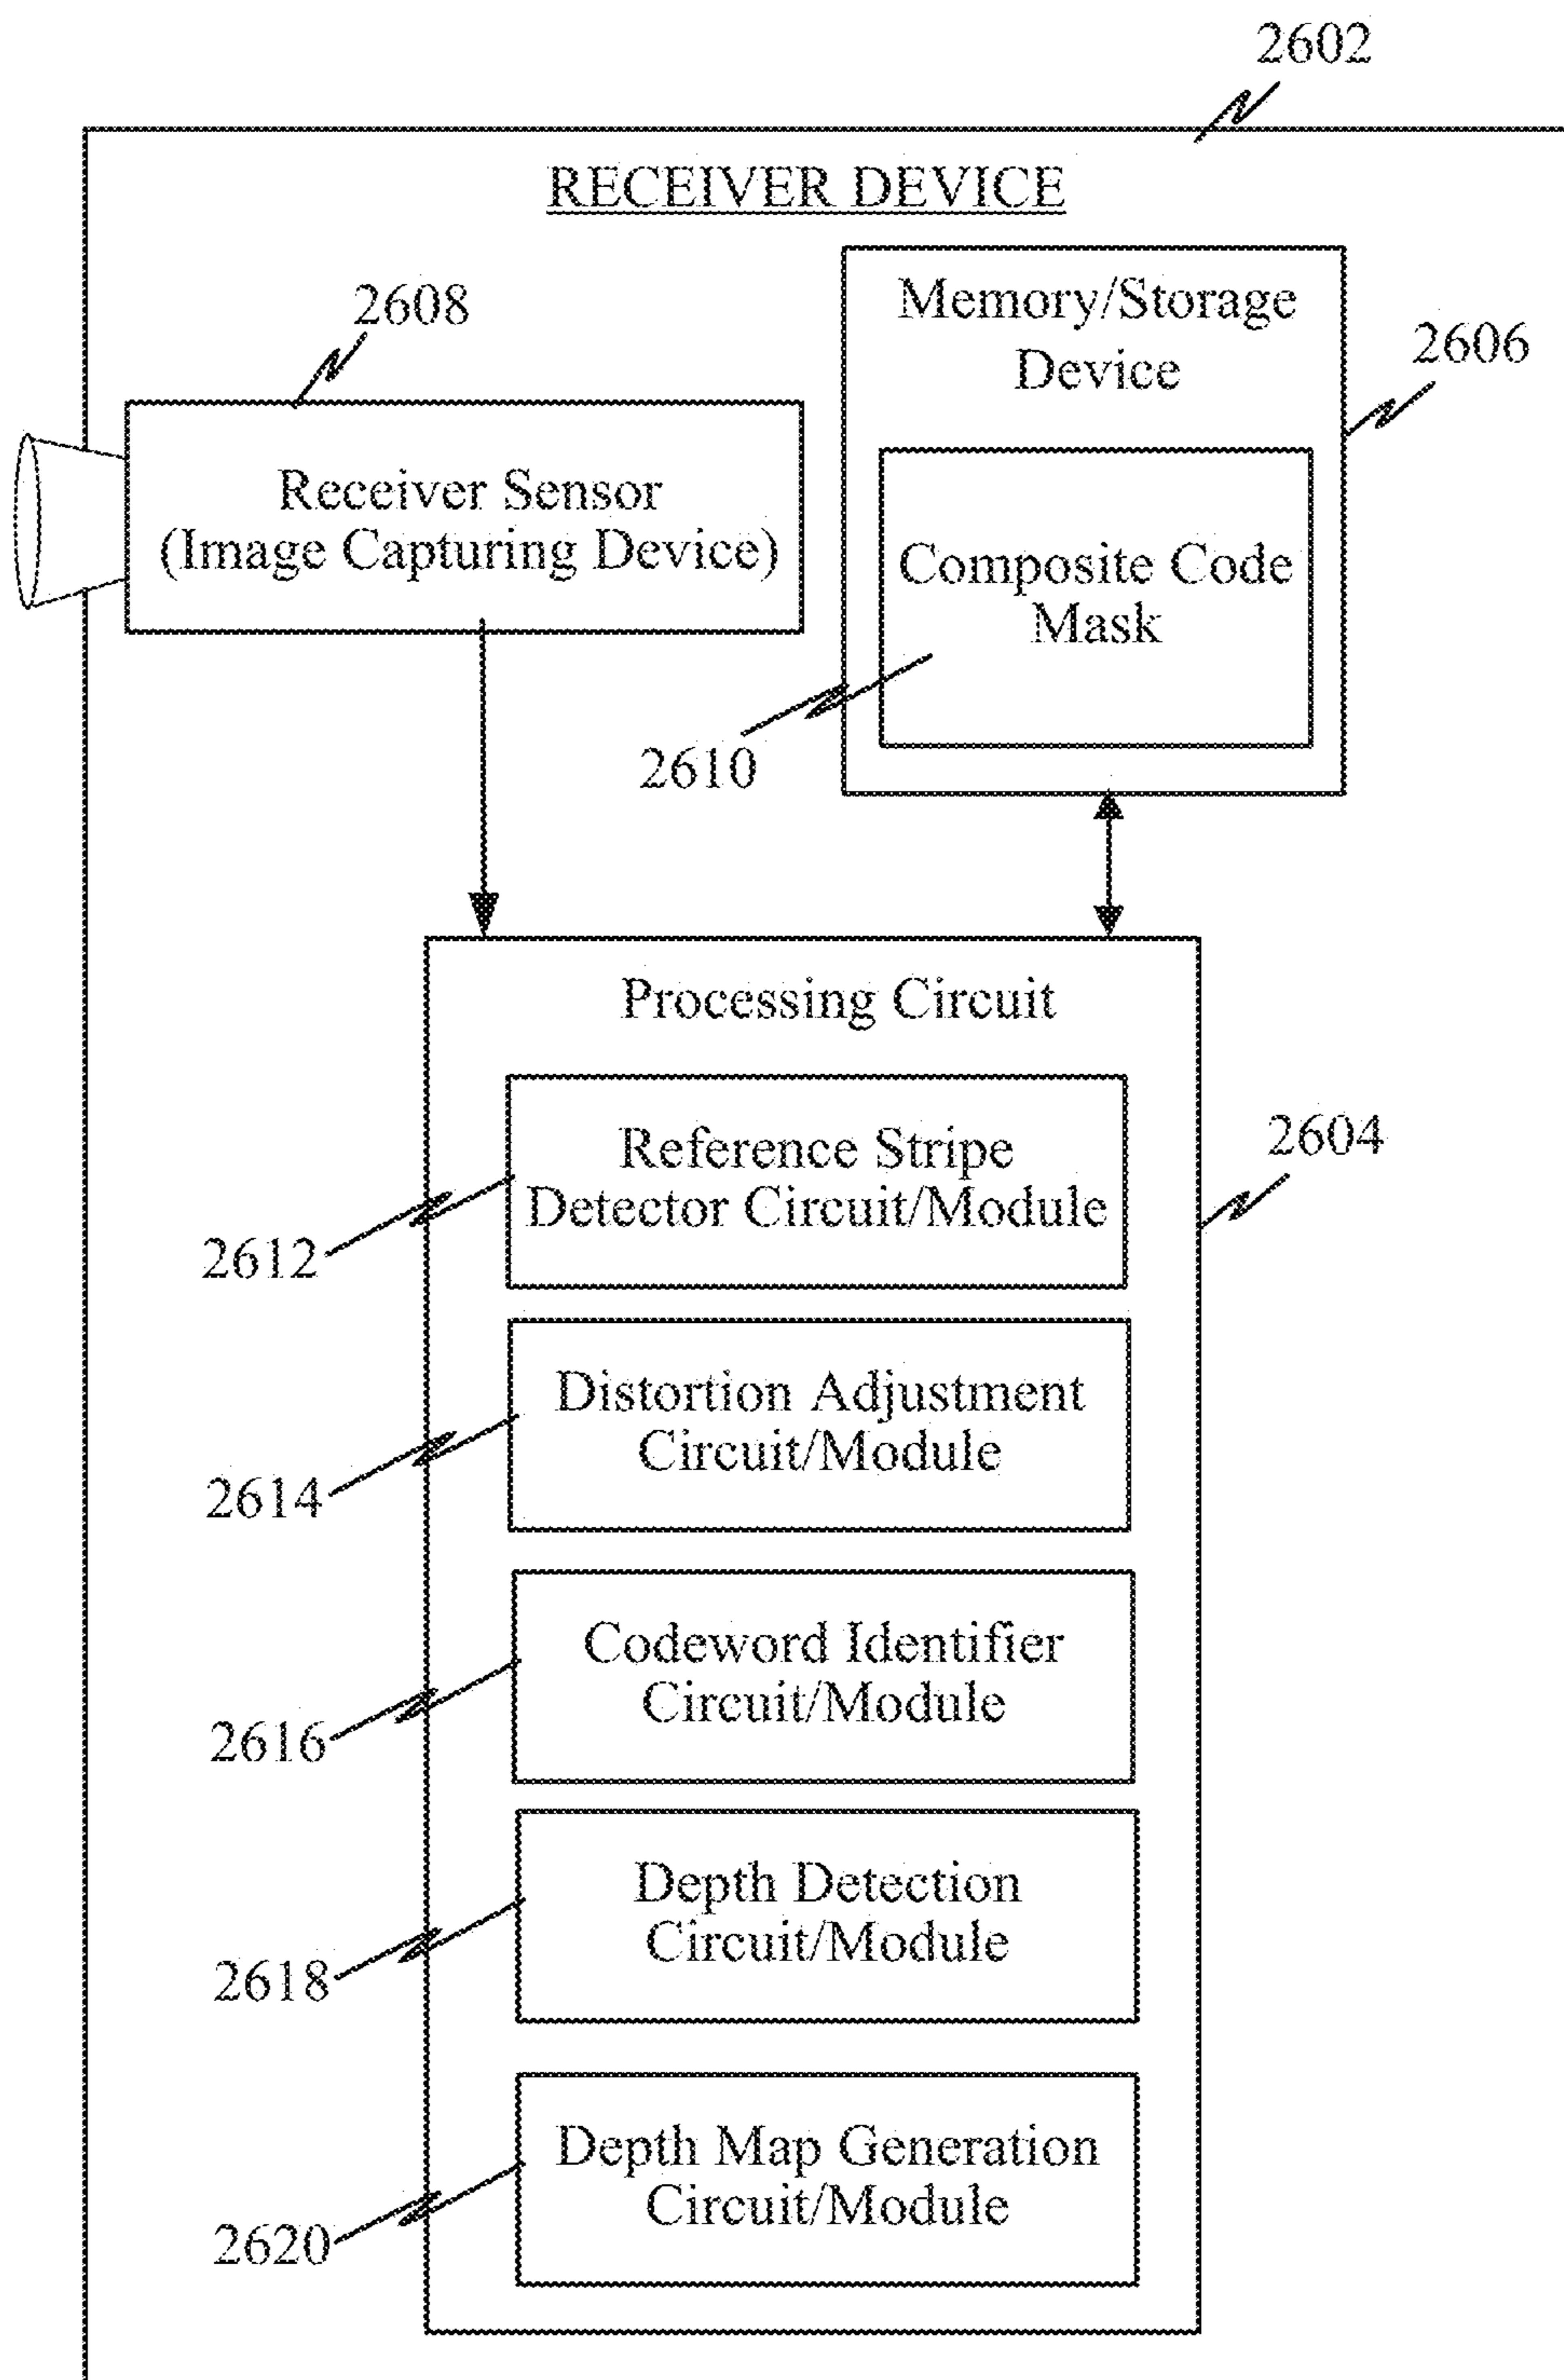 2602
RECEIVER DEVICE
2608
Memory/Storage
Device
2606
Receiver Sensor
(Image Capturing Device)
Composite Code
Mask
2610
Processing Circuit
Reference Stripe
Detector Circuit/Module
2604
2612
Distortion Adjustment
Circuit/Module
2614
Codeword Identifier
Circuit/Module
2616
Depth Detection
Circuit/Module
2618
Depth Map Generation
Circuit/Module
2620